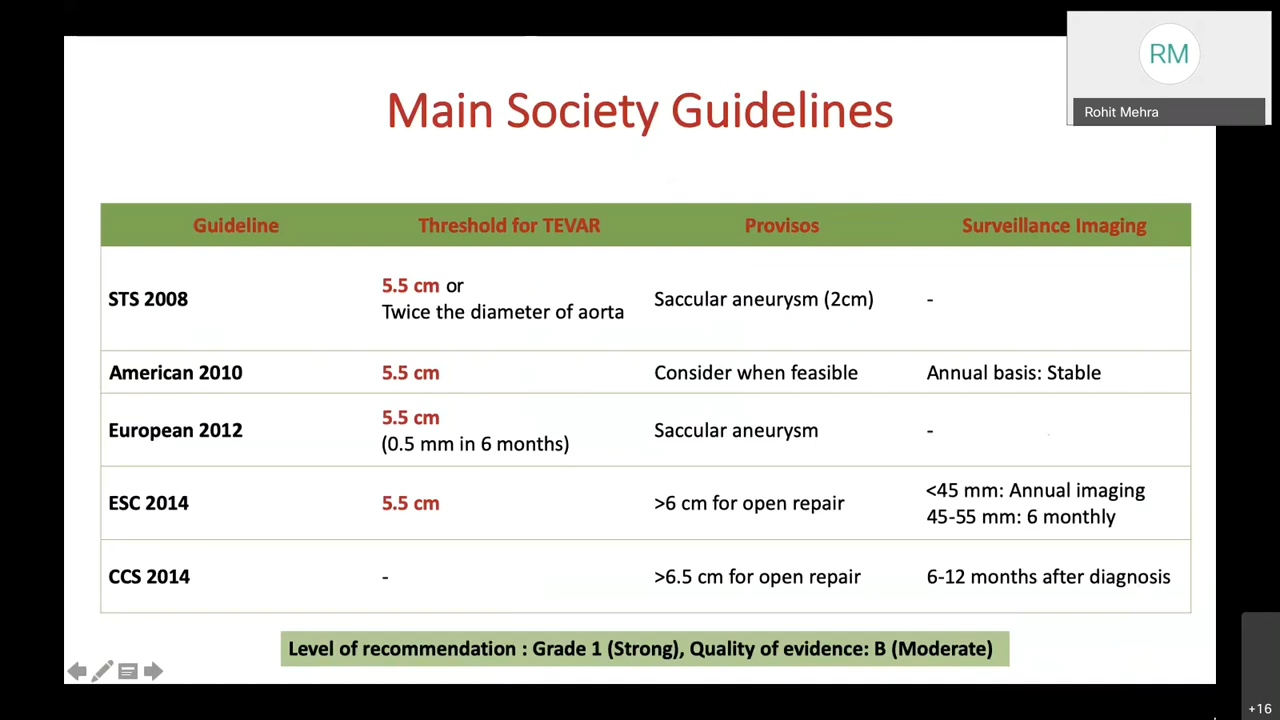 RM
Rohit Mehra
Main Society Guidelines
Guideline Threshold for TEVAR Provisos Surveillance Imaging
STS 2008 5.5 cm or Twice the diameter of aorta Saccular aneurysm (2cm) -
American 2010 5.5 cm Consider when feasible Annual basis: Stable
European 2012 5.5 cm (0.5 mm in 6 months) Saccular aneurysm -
ESC 2014 5.5 cm >6 cm for open repair <45 mm: Annual imaging 45-55 mm: 6 monthly
CCS 2014 - >6.5 cm for open repair 6-12 months after diagnosis
Level of recommendation : Grade 1 (Strong), Quality of evidence: B (Moderate)
+16